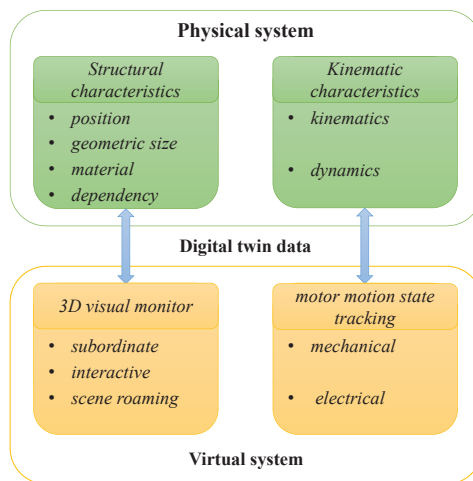 Physical system
Structural
characteristics
• position
• geometric size
• material
• dependency
Kinematic
characteristics
• kinematics
• dynamics
Digital twin data
3D visual monitor
• subordinate
• interactive
• scene roaming
motor motion state
tracking
• mechanical
• electrical
Virtual system